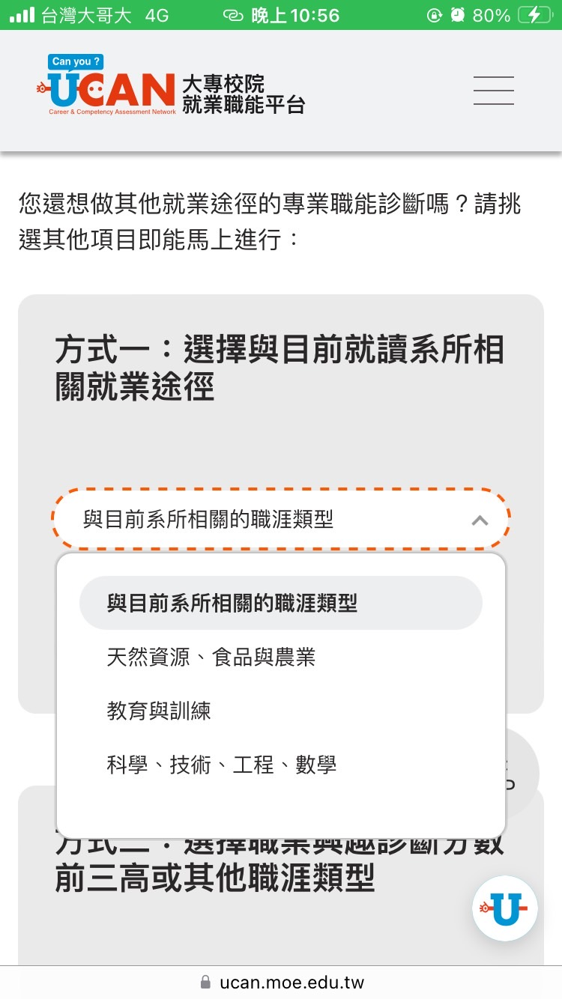 台灣大哥大 4G 晚上10:56 80%
Can you ?
UCAN
Career & Competency Assessment Network
大專校院
就業職能平台
您還想做其他就業途徑的專業職能診斷嗎？請挑
選其他項目即能馬上進行：
方式一：選擇與目前就讀系所相
關就業途徑
與目前系所相關的職涯類型
與目前系所相關的職涯類型
天然資源、食品與農業
教育與訓練
科學、技術、工程、數學
P
方式二：選擇職業興趣診斷分數
前三高或其他職涯類型
U
ucan.moe.edu.tw